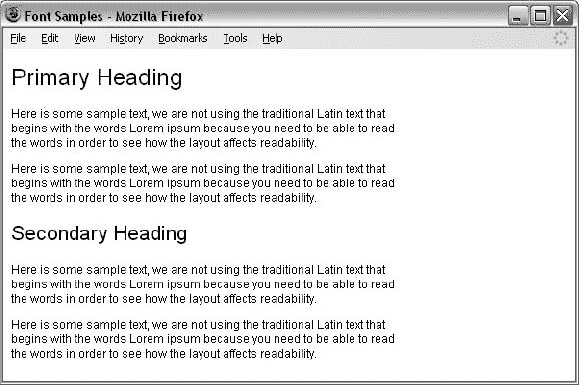 Font Samples - Mozilla Firefox
File Edit View History Bookmarks Tools Help
Primary Heading
Here is some sample text, we are not using the traditional Latin text that
begins with the words Lorem ipsum because you need to be able to read
the words in order to see how the layout affects readability.
Here is some sample text, we are not using the traditional Latin text that
begins with the words Lorem ipsum because you need to be able to read
the words in order to see how the layout affects readability.
Secondary Heading
Here is some sample text, we are not using the traditional Latin text that
begins with the words Lorem ipsum because you need to be able to read
the words in order to see how the layout affects readability.
Here is some sample text, we are not using the traditional Latin text that
begins with the words Lorem ipsum because you need to be able to read
the words in order to see how the layout affects readability.